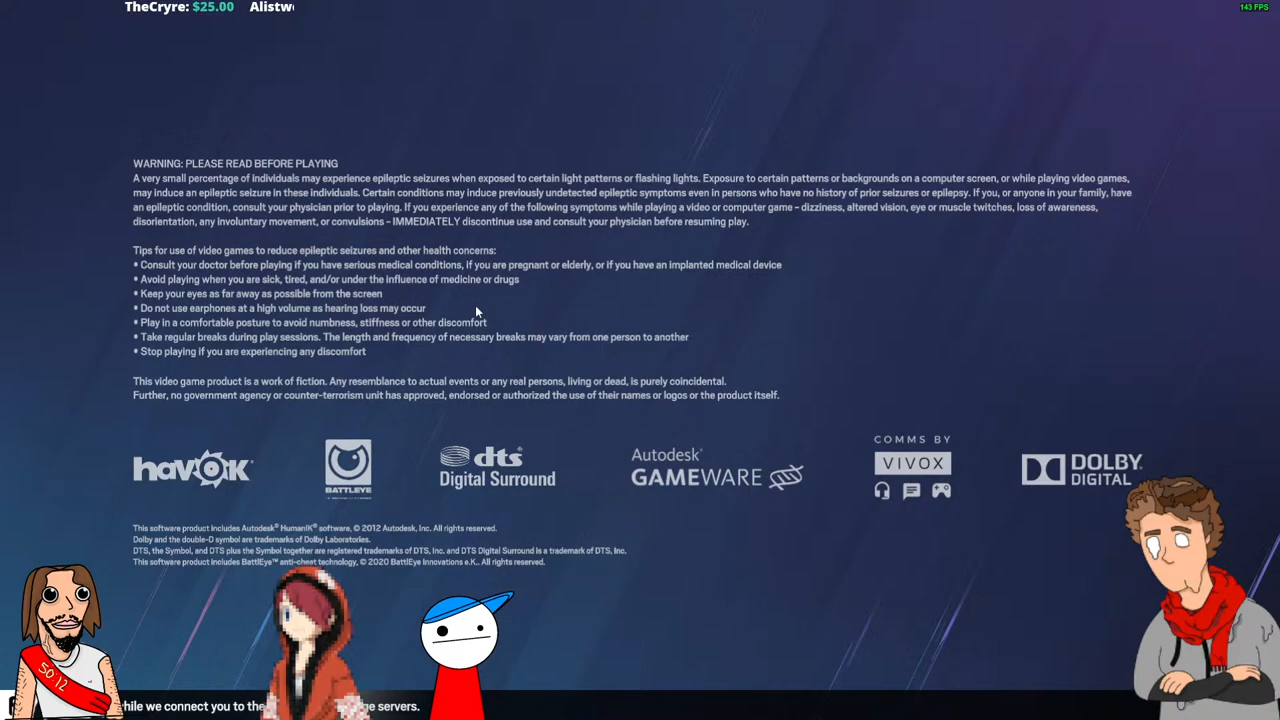 TheCryre: $25.00 Alistw
143 FPS
WARNING: PLEASE READ BEFORE PLAYING
A very small percentage of individuals may experience epileptic seizures when exposed to certain light patterns or flashing lights. Exposure to certain patterns or backgrounds on a computer screen, or while playing video games,
may induce an epileptic seizure in these individuals. Certain conditions may induce previously undetected epileptic symptoms even in persons who have no history of prior seizures or epilepsy. If you, or anyone in your family, have
an epileptic condition, consult your physician prior to playing. If you experience any of the following symptoms while playing a video or computer game - dizziness, altered vision, eye or muscle twitches, loss of awareness,
disorientation, any involuntary movement, or convulsions - IMMEDIATELY discontinue use and consult your physician before resuming play.
Tips for use of video games to reduce epileptic seizures and other health concerns:
• Consult your doctor before playing if you have serious medical conditions, if you are pregnant or elderly, or if you have an implanted medical device
• Avoid playing when you are sick, tired, and/or under the influence of medicine or drugs
• Keep your eyes as far away as possible from the screen
• Do not use earphones at a high volume as hearing loss may occur
• Play in a comfortable posture to avoid numbness, stiffness or other discomfort
• Take regular breaks during play sessions. The length and frequency of necessary breaks may vary from one person to another
• Stop playing if you are experiencing any discomfort
This video game product is a work of fiction. Any resemblance to actual events or any real persons, living or dead, is purely coincidental.
Further, no government agency or counter-terrorism unit has approved, endorsed or authorized the use of their names or logos or the product itself.
havok
BATTLEYE
dts
Digital Surround
Autodesk®
GAMEWARE
COMMS BY
VIVOX
DOLBY.
DIGITAL
This software product includes Autodesk® HumanIK® software, © 2012 Autodesk, Inc. All rights reserved.
Dolby and the double-D symbol are trademarks of Dolby Laboratories.
DTS, the Symbol, and DTS plus the Symbol together are registered trademarks of DTS, Inc. and DTS Digital Surround is a trademark of DTS, Inc.
This software product includes BattlEye™ anti-cheat technology, © 2020 BattlEye Innovations e.K.. All rights reserved.
50:12
hile we connect you to the
ge servers.